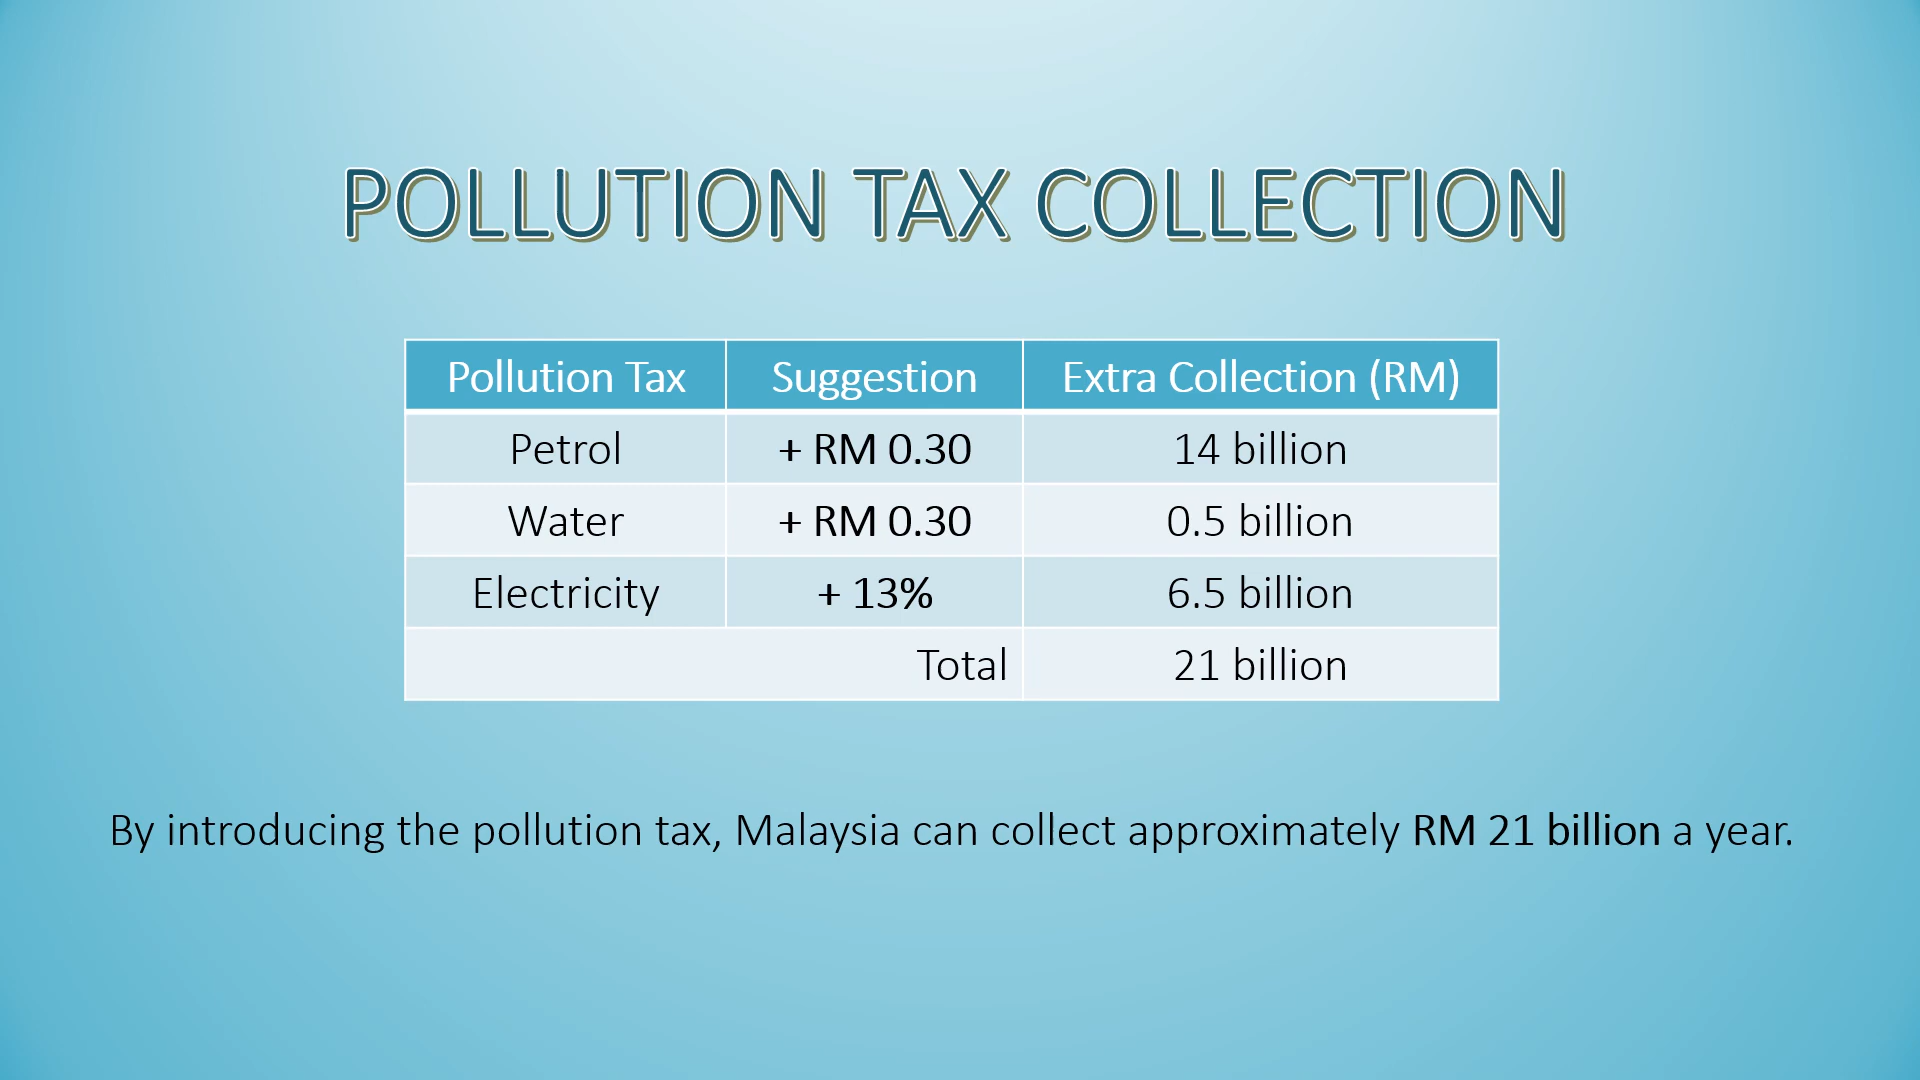 POLLUTION TAX COLLECTION
Pollution Tax Suggestion Extra Collection (RM)
Petrol + RM 0.30 14 billion
Water + RM 0.30 0.5 billion
Electricity + 13% 6.5 billion
Total 21 billion
By introducing the pollution tax, Malaysia can collect approximately RM 21 billion a year.